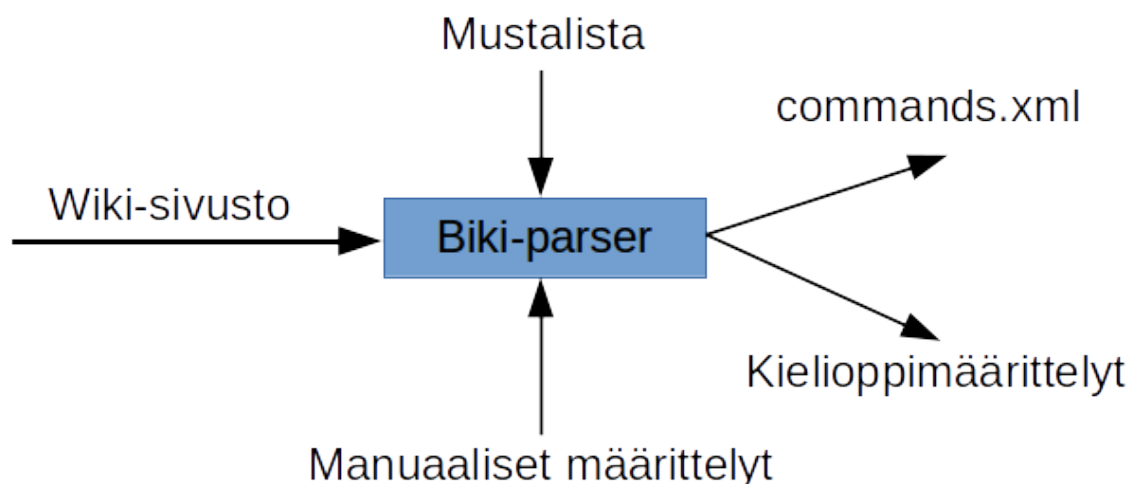 Mustalista
commands.xml
Wiki-sivusto
Biki-parser
Kielioppimäärittelyt
Manuaaliset määrittelyt